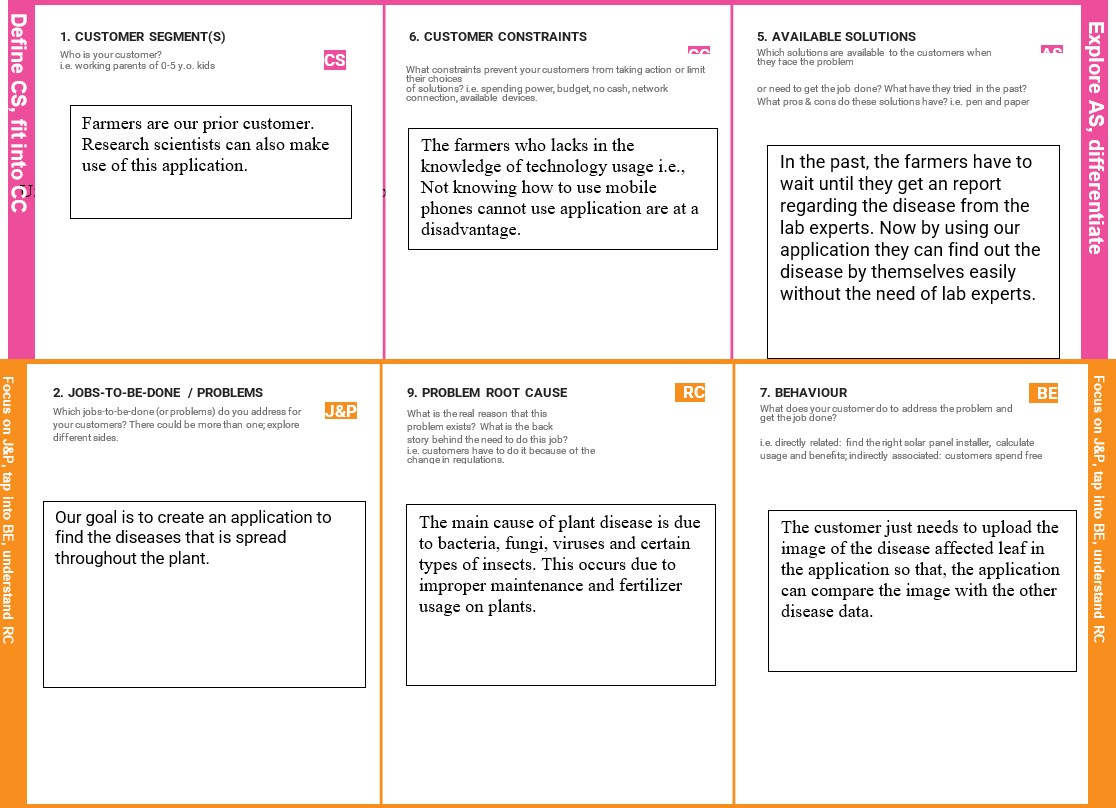 Define CS, fit into CC
1. CUSTOMER SEGMENT(S)
Who is your customer?
i.e. working parents of 0-5 y.o. kids
CS
Farmers are our prior customer.
Research scientists can also make
use of this application.
6. CUSTOMER CONSTRAINTS
CC
What constraints prevent your customers from taking action or limit
their choices
of solutions? i.e. spending power, budget, no cash, network
connection, available devices.
The farmers who lacks in the
knowledge of technology usage i.e.,
Not knowing how to use mobile
phones cannot use application are at a
disadvantage.
5. AVAILABLE SOLUTIONS
AS
Which solutions are available to the customers when
they face the problem
or need to get the job done? What have they tried in the past?
What pros & cons do these solutions have? i.e. pen and paper
In the past, the farmers have to
wait until they get an report
regarding the disease from the
lab experts. Now by using our
application they can find out the
disease by themselves easily
without the need of lab experts.
Explore AS, differentiate
Focus on J&P, tap into BE, understand RC
2. JOBS-TO-BE-DONE / PROBLEMS
J&P
Which jobs-to-be-done (or problems) do you address for
your customers? There could be more than one; explore
different sides.
Our goal is to create an application to
find the diseases that is spread
throughout the plant.
9. PROBLEM ROOT CAUSE
RC
What is the real reason that this
problem exists? What is the back
story behind the need to do this job?
i.e. customers have to do it because of the
change in regulations.
The main cause of plant disease is due
to bacteria, fungi, viruses and certain
types of insects. This occurs due to
improper maintenance and fertilizer
usage on plants.
7. BEHAVIOUR
BE
What does your customer do to address the problem and
get the job done?
i.e. directly related: find the right solar panel installer, calculate
usage and benefits; indirectly associated: customers spend free
The customer just needs to upload the
image of the disease affected leaf in
the application so that, the application
can compare the image with the other
disease data.
Focus on J&P, tap into BE, understand RC